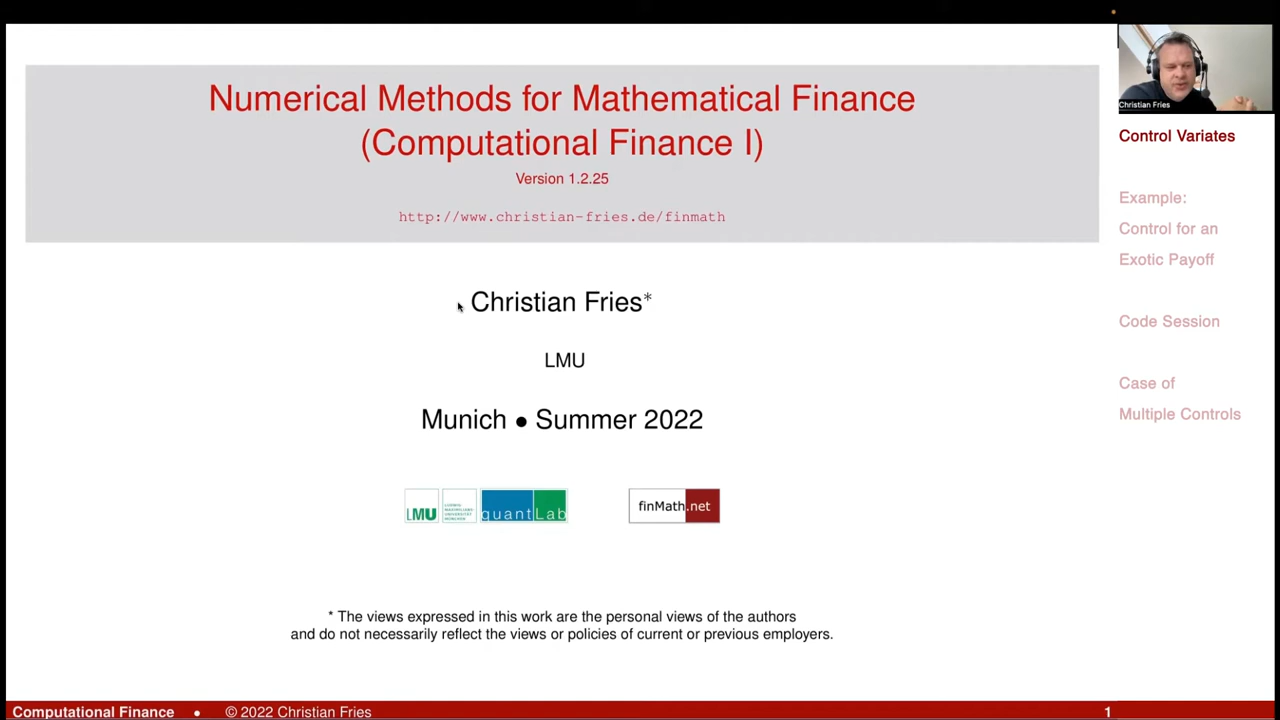 Numerical Methods for Mathematical Finance
(Computational Finance I)
Version 1.2.25
http://www.christian-fries.de/finmath
Christian Fries*
LMU
Munich • Summer 2022
LMU
quantLab
finMath.net
* The views expressed in this work are the personal views of the authors
and do not necessarily reflect the views or policies of current or previous employers.
Christian Fries
Control Variates
Example:
Control for an
Exotic Payoff
Code Session
Case of
Multiple Controls
Computational Finance • © 2022 Christian Fries 1